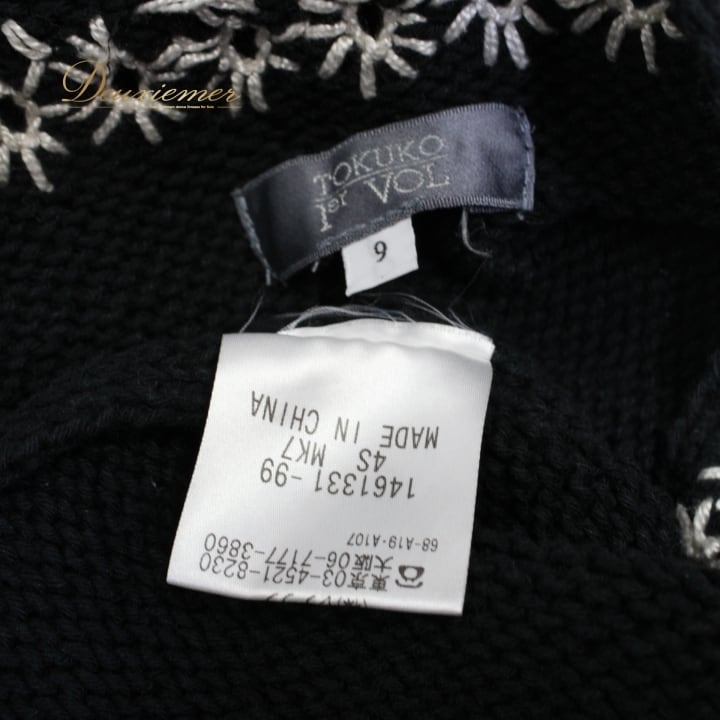 Deuxiemer
TOKUKO
1er VOL
9
東京03-4521-8230
大阪06-7177-3860
68-A19-A107
1461331-99
4S MK7
MADE IN CHINA